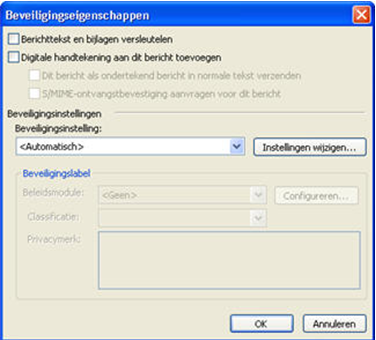 Beveiligingseigenschappen
Berichttekst en bijlagen versleutelen
Digitale handtekening aan dit bericht toevoegen
Dit bericht als ondertekend bericht in normale tekst verzenden
S/MIME-ontvangstbevestiging aanvragen voor dit bericht
Beveiligingsinstellingen
Beveiligingsinstelling:
<Automatisch> Instellingen wijzigen...
Beveiligingslabel
Beleidsmodule: <Geen> Configureren...
Classificatie:
Privacymerk:
OK Annuleren